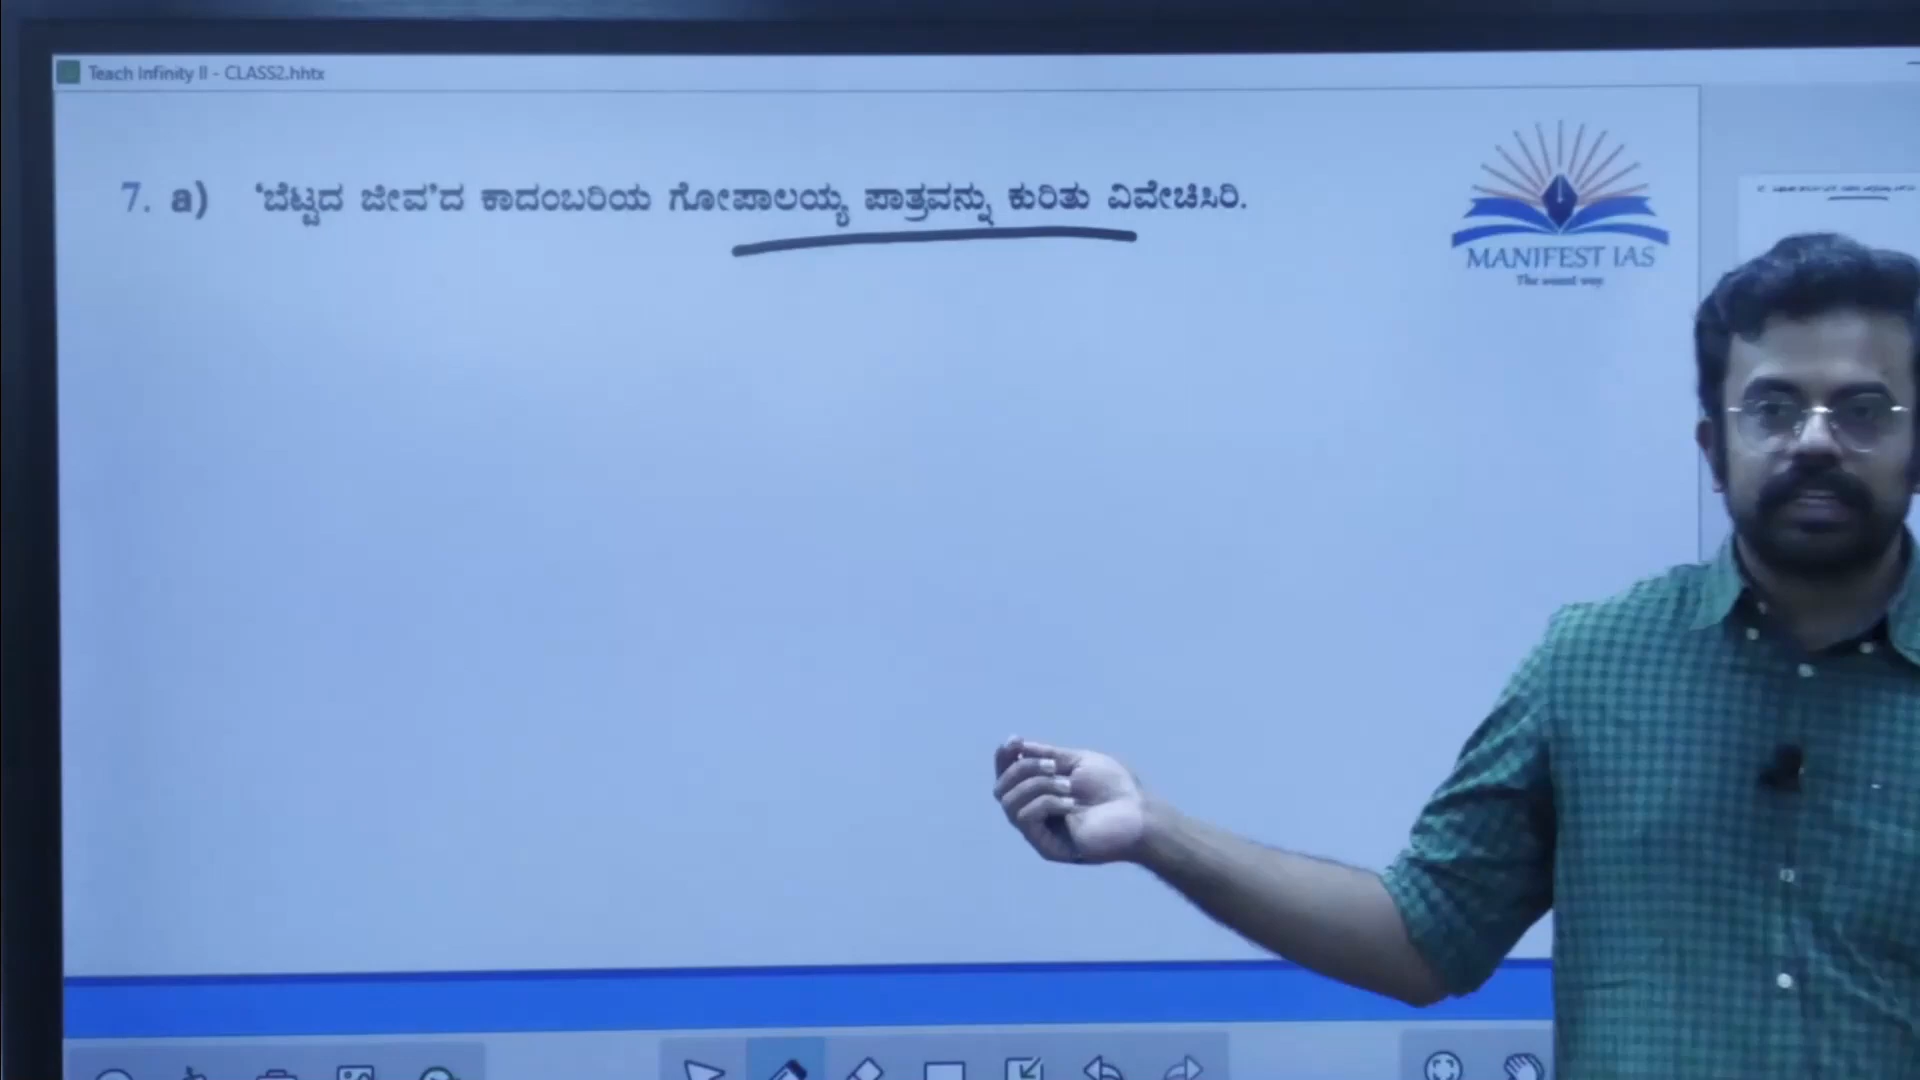 Teach Infinity II - CLASS2.hhtx
7. a) ‘ಬೆಟ್ಟದ ಜೀವ’ದ ಕಾದಂಬರಿಯ ಗೋಪಾಲಯ್ಯ ಪಾತ್ರವನ್ನು ಕುರಿತು ವಿವೇಚಿಸಿರಿ.
MANIFEST IAS